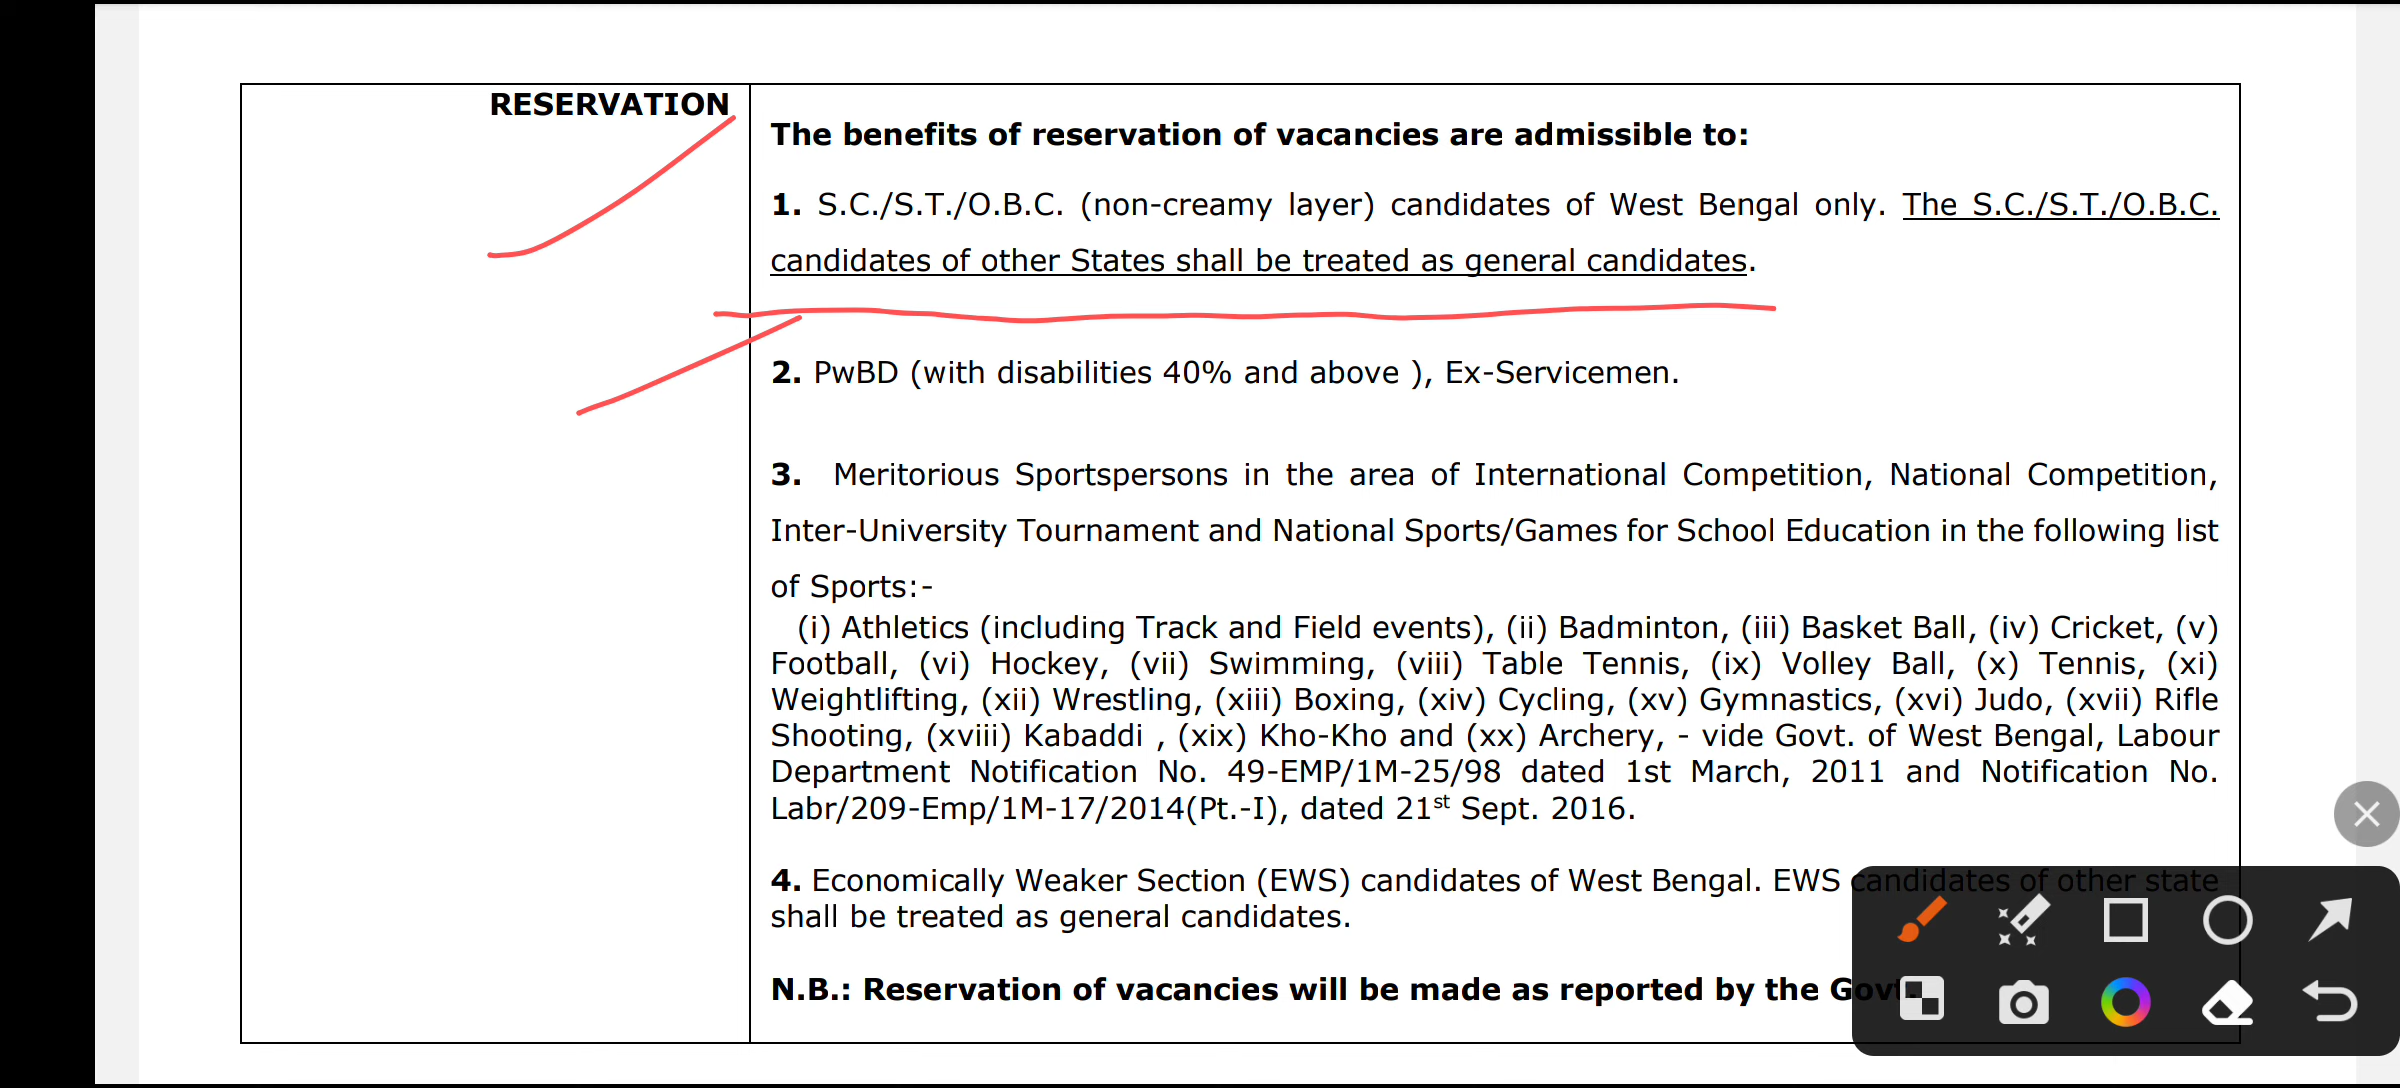 RESERVATION
The benefits of reservation of vacancies are admissible to:
1. S.C./S.T./O.B.C. (non-creamy layer) candidates of West Bengal only. The S.C./S.T./O.B.C.
candidates of other States shall be treated as general candidates.
2. PwBD (with disabilities 40% and above ), Ex-Servicemen.
3. Meritorious Sportspersons in the area of International Competition, National Competition,
Inter-University Tournament and National Sports/Games for School Education in the following list
of Sports:-
(i) Athletics (including Track and Field events), (ii) Badminton, (iii) Basket Ball, (iv) Cricket, (v)
Football, (vi) Hockey, (vii) Swimming, (viii) Table Tennis, (ix) Volley Ball, (x) Tennis, (xi)
Weightlifting, (xii) Wrestling, (xiii) Boxing, (xiv) Cycling, (xv) Gymnastics, (xvi) Judo, (xvii) Rifle
Shooting, (xviii) Kabaddi , (xix) Kho-Kho and (xx) Archery, - vide Govt. of West Bengal, Labour
Department Notification No. 49-EMP/1M-25/98 dated 1st March, 2011 and Notification No.
Labr/209-Emp/1M-17/2014(Pt.-I), dated 21st Sept. 2016.
4. Economically Weaker Section (EWS) candidates of West Bengal. EWS candidates of other state
shall be treated as general candidates.
N.B.: Reservation of vacancies will be made as reported by the Govt.